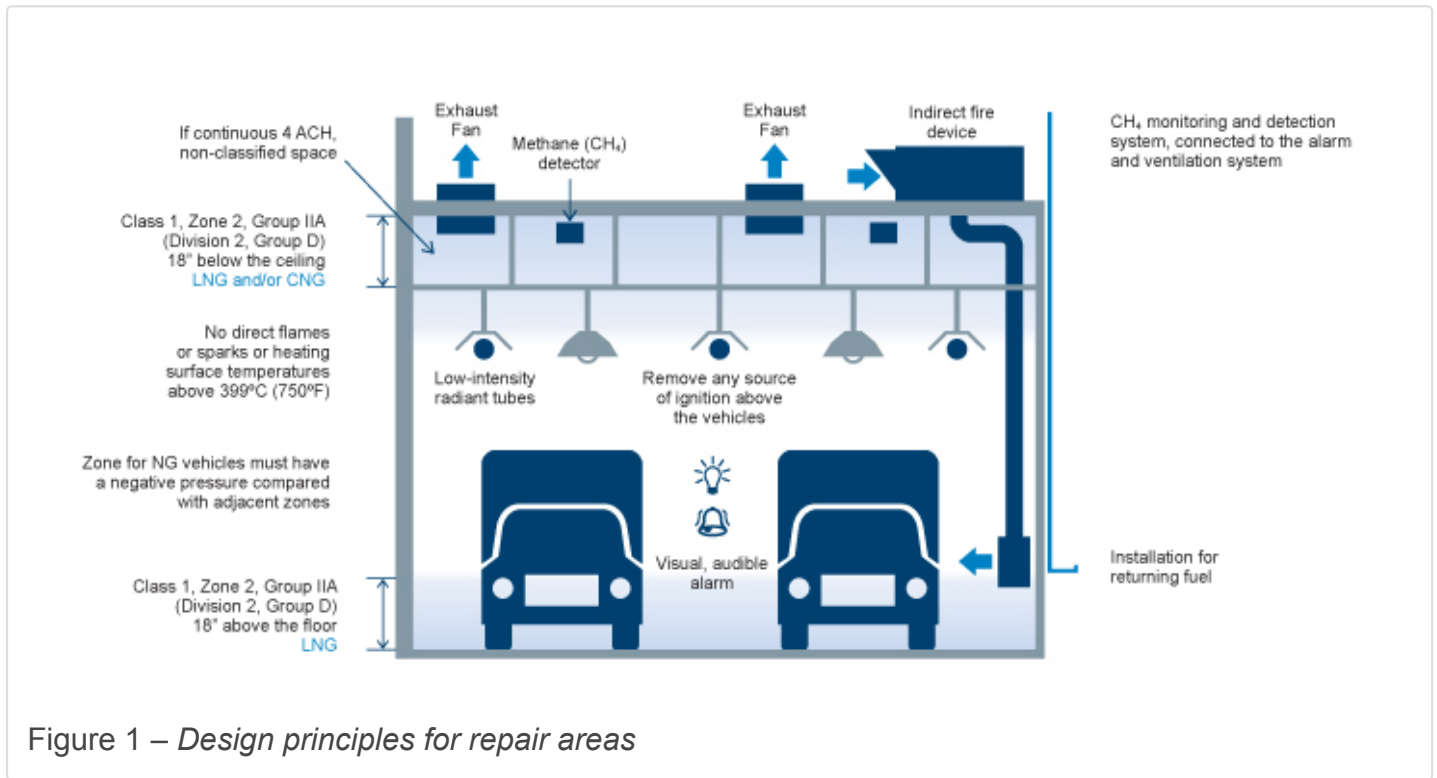 Exhaust
Fan
Exhaust
Fan
Indirect fire
device
If continuous 4 ACH,
non-classified space
Methane (CH₄)
detector
CH₄ monitoring and detection
system, connected to the alarm
and ventilation system
Class 1, Zone 2, Group IIA
(Division 2, Group D)
18" below the ceiling
LNG and/or CNG
No direct flames
or sparks or heating
surface temperatures
above 399ºC (750ºF)
Low-intensity
radiant tubes
Remove any source
of ignition above
the vehicles
Zone for NG vehicles must have
a negative pressure compared
with adjacent zones
Visual, audible
alarm
Installation for
returning fuel
Class 1, Zone 2, Group IIA
(Division 2, Group D)
18" above the floor
LNG
Figure 1 – Design principles for repair areas